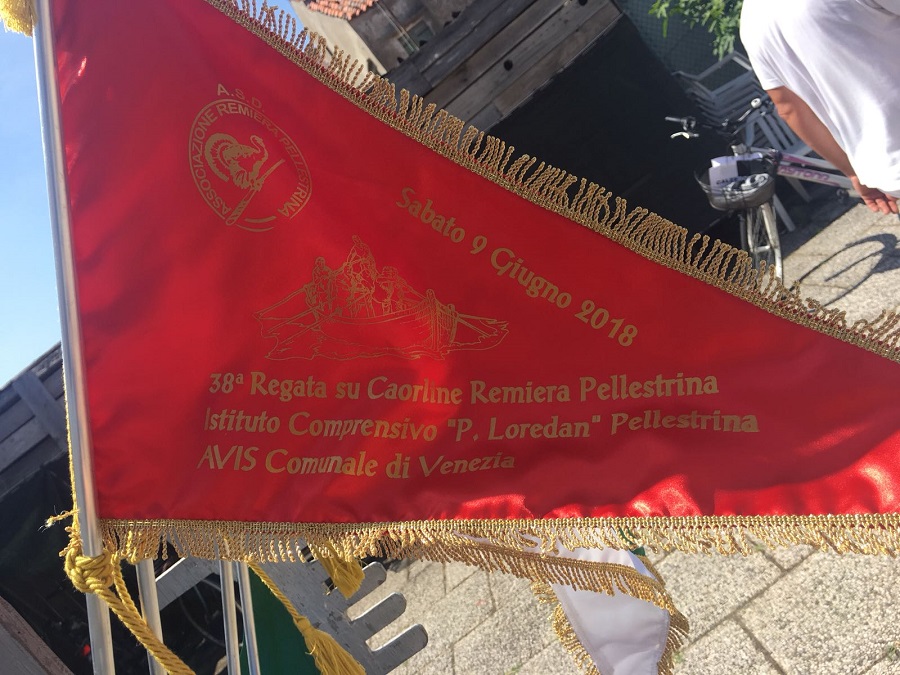 A.S.D.
ASSOCIAZIONE REMIERA PELLESTRINA
Sabato 9 Giugno 2018
38ª Regata su Caorline Remiera Pellestrina
Istituto Comprensivo "P. Loredan" Pellestrina
AVIS Comunale di Venezia